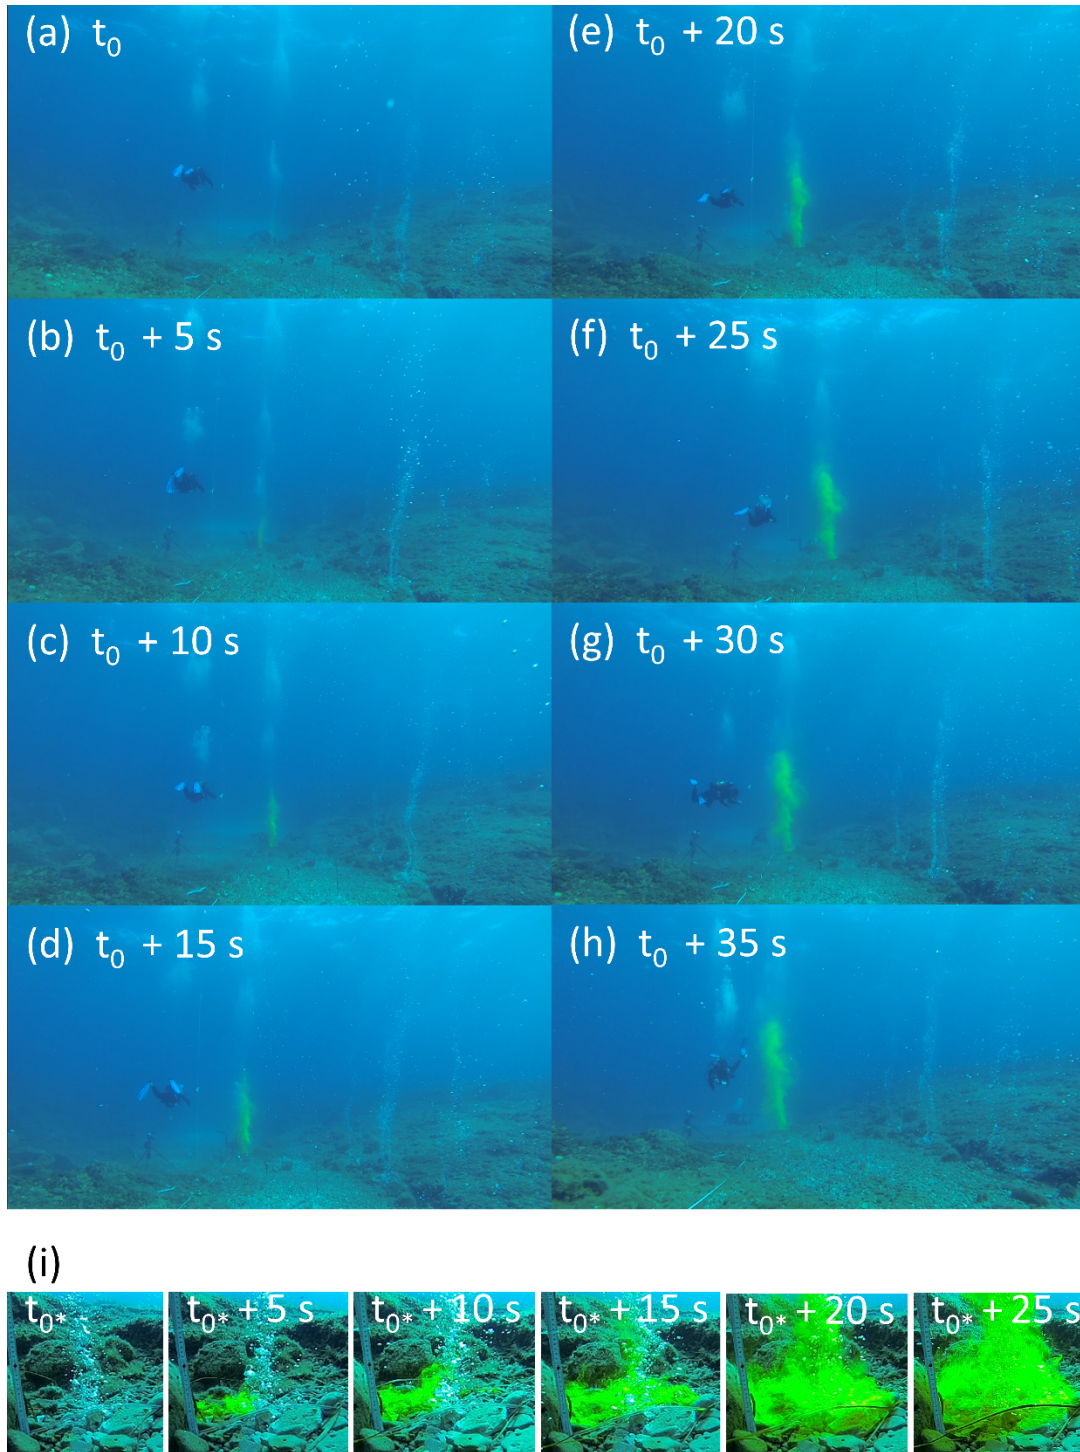 (a) t₀
(e) t₀ + 20 s
(b) t₀ + 5 s
(f) t₀ + 25 s
(c) t₀ + 10 s
(g) t₀ + 30 s
(d) t₀ + 15 s
(h) t₀ + 35 s
(i)
t₀*
t₀* + 5 s
t₀* + 10 s
t₀* + 15 s
t₀* + 20 s
t₀* + 25 s